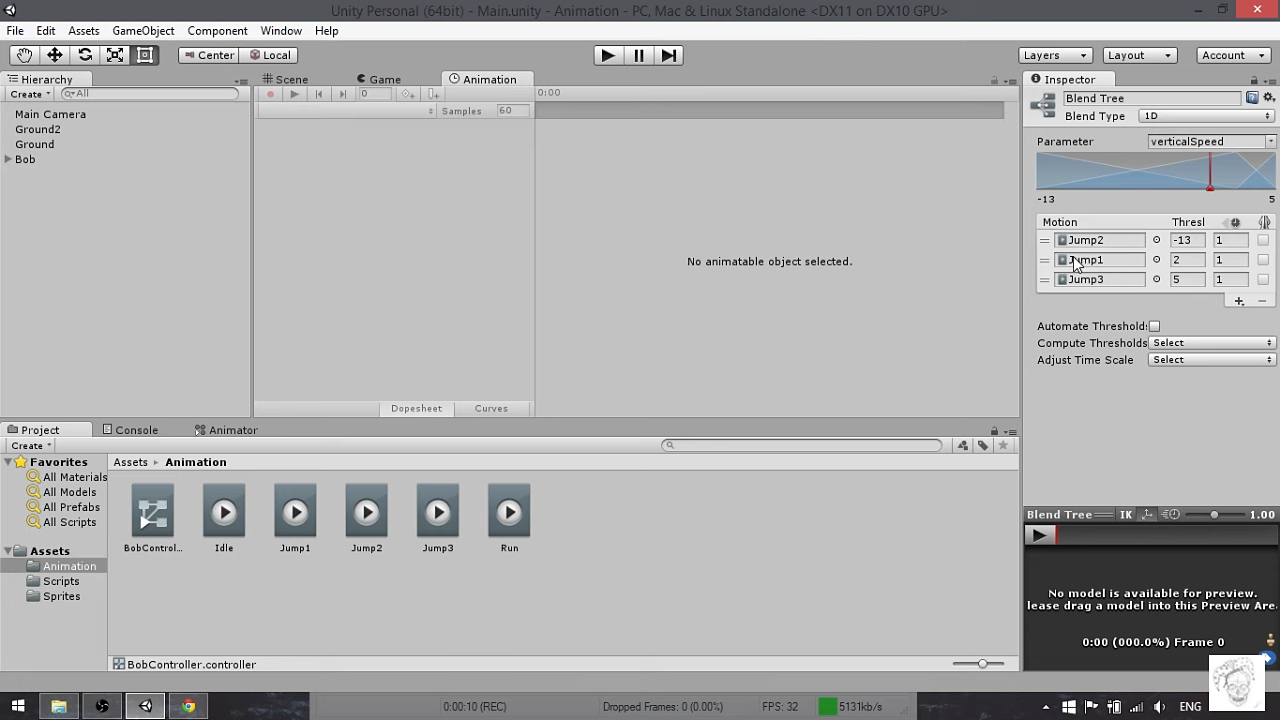 Unity Personal (64bit) - Main.unity - Animation - PC, Mac & Linux Standalone <DX11 on DX10 GPU>
File Edit Assets GameObject Component Window Help
Center Local Layers Layout Account
Hierarchy Scene Game Animation Inspector
Create All 0 0:00 Blend Tree
Samples 60 Blend Type 1D
Main Camera
Ground2
Ground
Bob
Parameter verticalSpeed
-13 5
Motion Thresl
Jump2 -13 1
Jump1 2 1
Jump3 5 1
No animatable object selected.
Automate Threshold:
Compute Thresholds Select
Adjust Time Scale Select
Dopesheet Curves
Project Console Animator
Create
Favorites
All Materials
All Models
All Prefabs
All Scripts
Assets
Animation
Scripts
Sprites
Assets Animation
BobControl... Idle Jump1 Jump2 Jump3 Run
BobController.controller
Blend Tree IK 1.00
No model is available for preview.
lease drag a model into this Preview Are
0:00 (000.0%) Frame 0
0:00:10 (REC) Dropped Frames: 0 (0.00%) FPS: 32 5131kb/s ENG